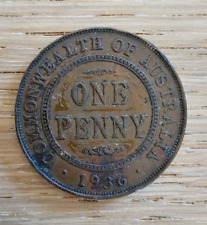 COMMONWEALTH OF AUSTRALIA
ONE
PENNY
1936